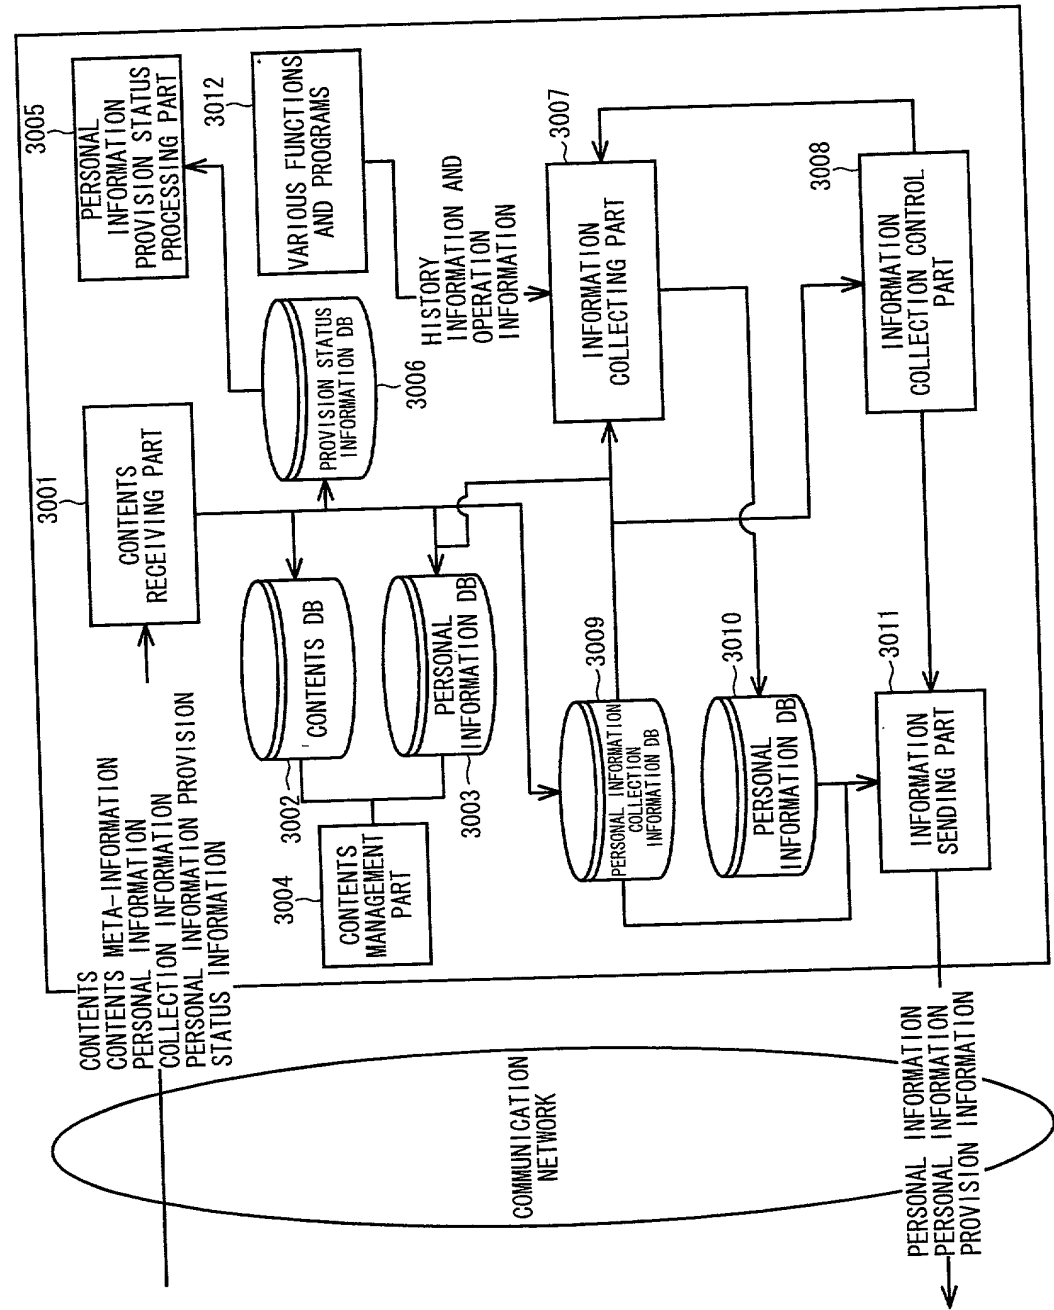 CONTENTS
CONTENTS META-INFORMATION
PERSONAL INFORMATION
COLLECTION INFORMATION
PERSONAL INFORMATION PROVISION
STATUS INFORMATION
3001
CONTENTS
RECEIVING PART
3005
PERSONAL
INFORMATION
PROVISION STATUS
PROCESSING PART
3012
VARIOUS FUNCTIONS
AND PROGRAMS
3002
CONTENTS DB
PROVISION STATUS
INFORMATION DB
3006
3004
CONTENTS
MANAGEMENT
PART
3003
PERSONAL
INFORMATION DB
HISTORY
INFORMATION AND
OPERATION
INFORMATION
COMMUNICATION
NETWORK
3009
PERSONAL INFORMATION
COLLECTION
INFORMATION DB
3007
INFORMATION
COLLECTING PART
3010
PERSONAL
INFORMATION DB
3008
INFORMATION
COLLECTION CONTROL
PART
3011
INFORMATION
SENDING PART
PERSONAL INFORMATION
PERSONAL INFORMATION
PROVISION INFORMATION